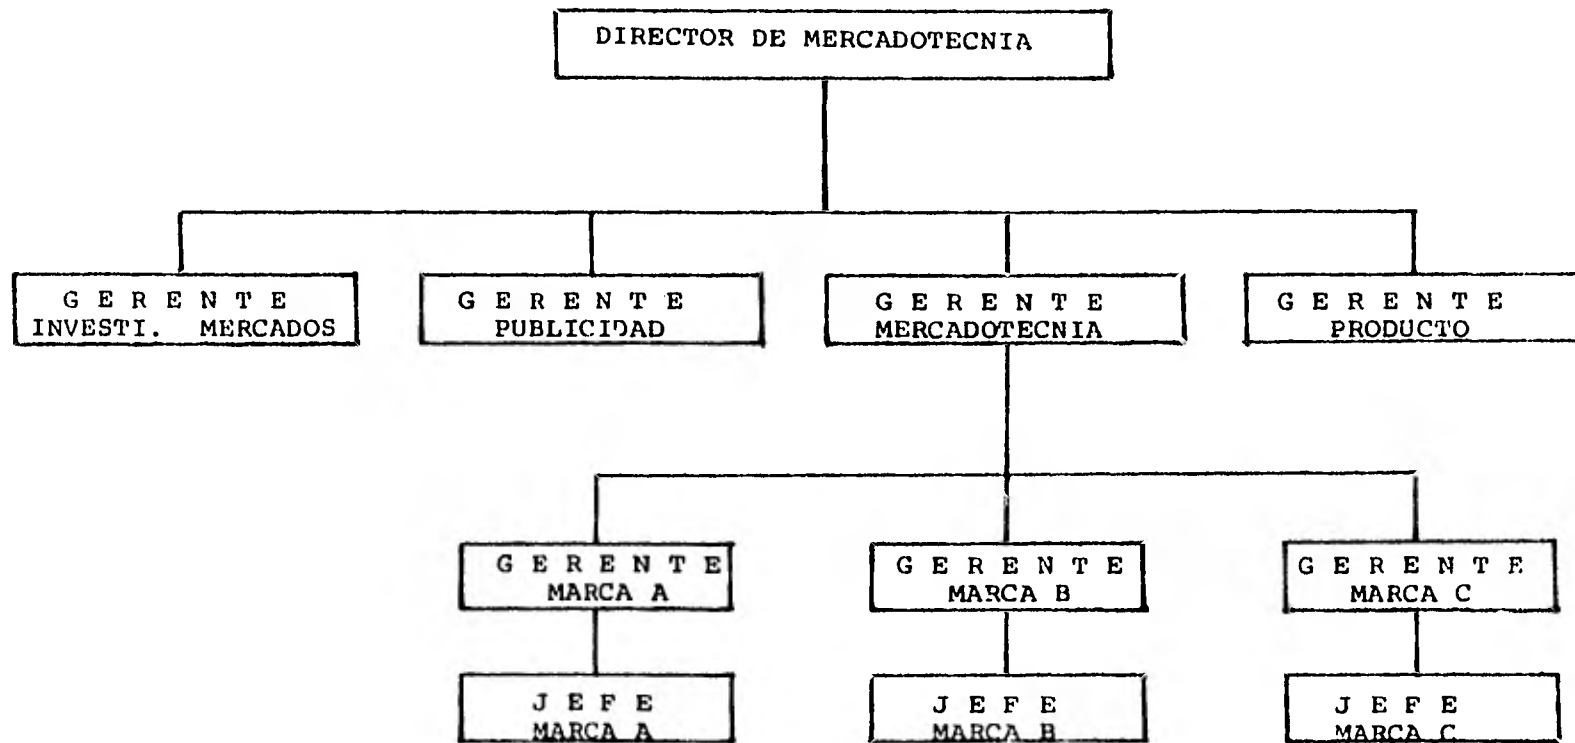 DIRECTOR DE MERCADOTECNIA
G E R E N T E
INVESTI. MERCADOS
G E R E N T E
PUBLICIDAD
G E R E N T E
MERCADOTECNIA
G E R E N T E
PRODUCTO
G E R E N T E
MARCA A
G E R E N T E
MARCA B
G E R E N T E
MARCA C
J E F E
MARCA A
J E F E
MARCA B
J E F E
MARCA C